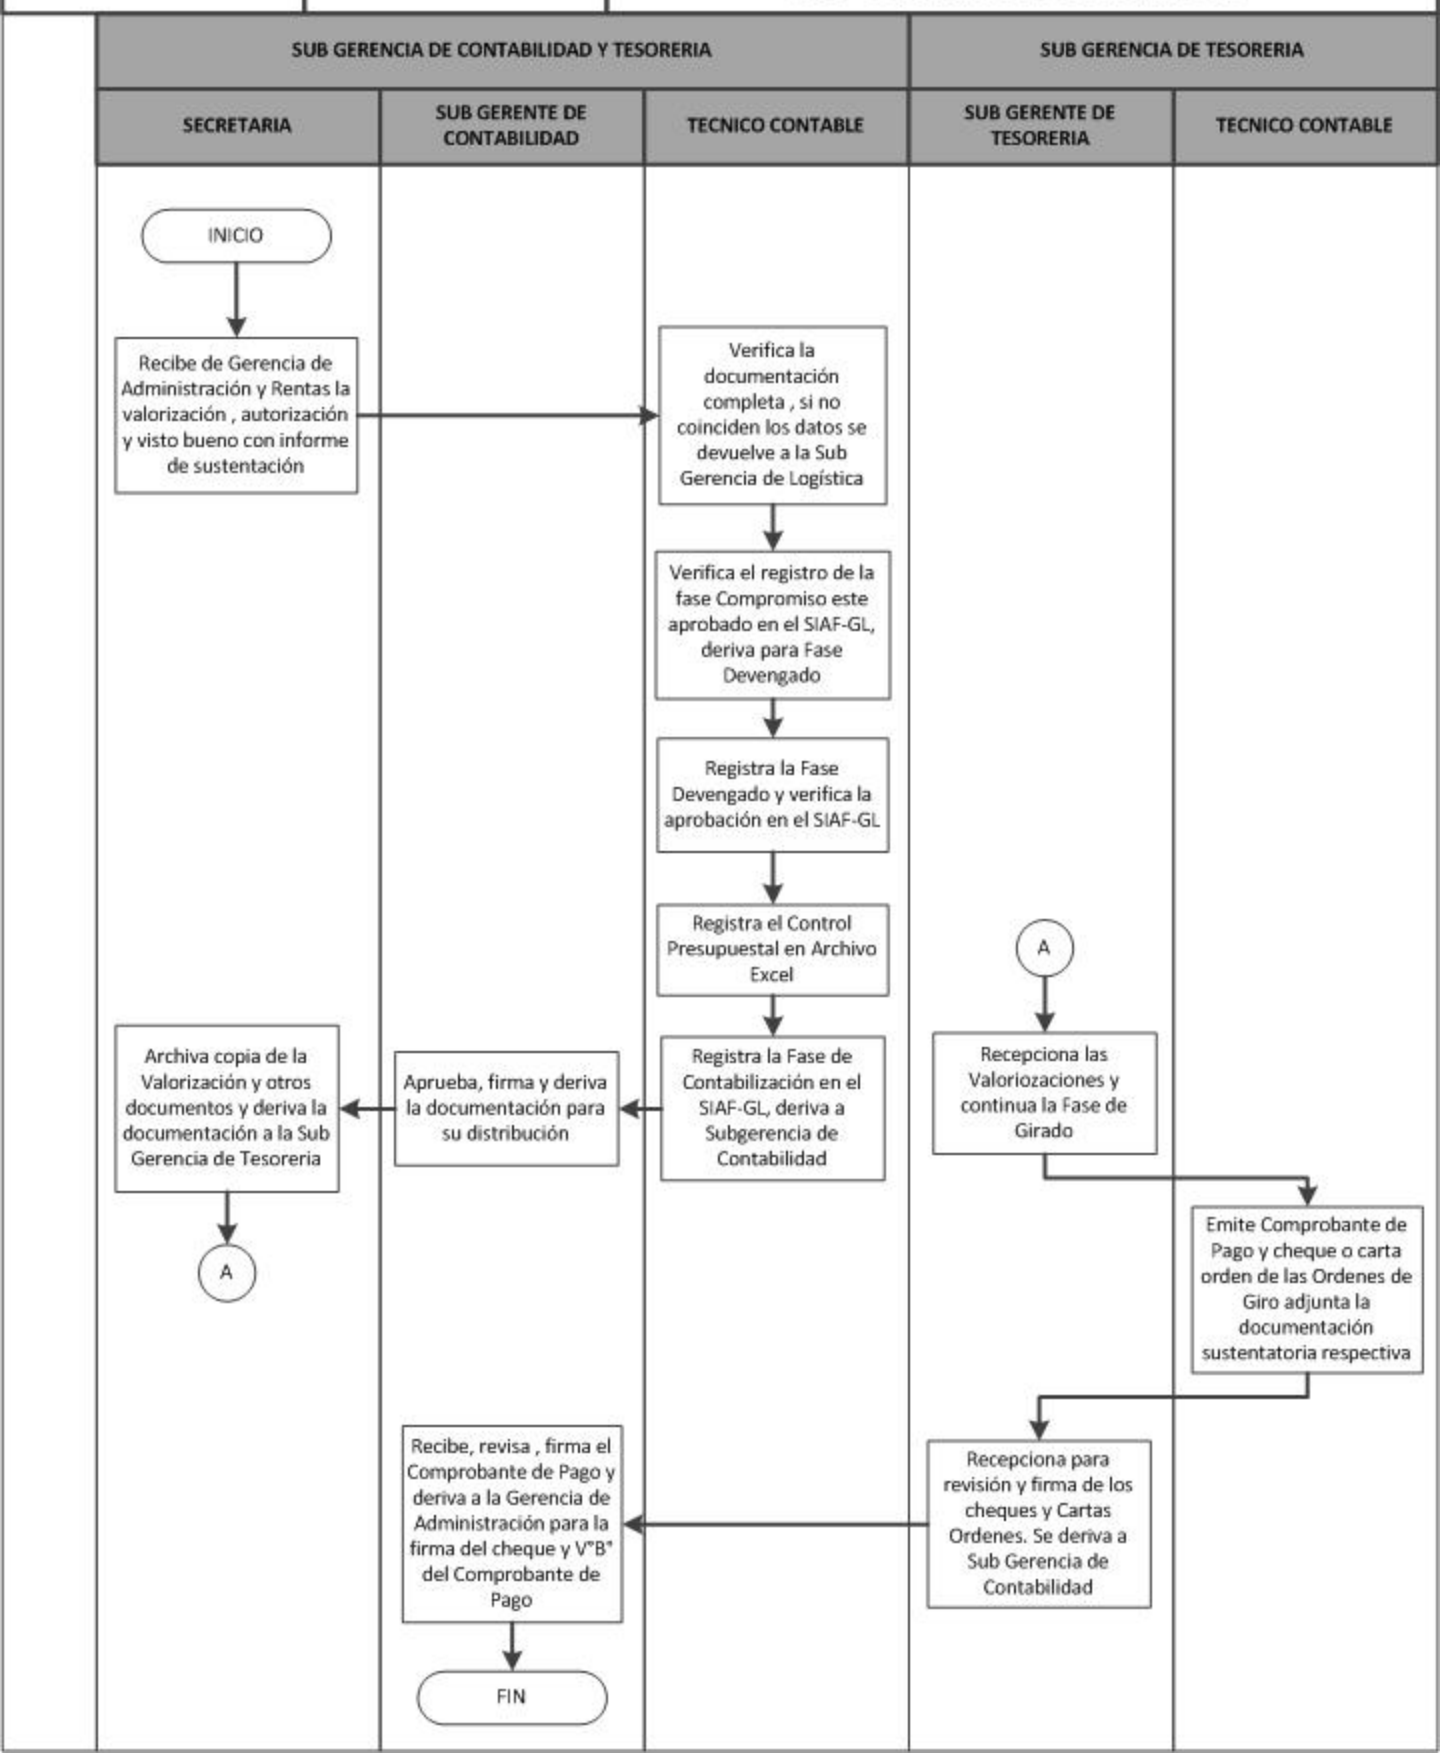 SUB GERENCIA DE CONTABILIDAD Y TESORERIA
SUB GERENCIA DE TESORERIA
SECRETARIA
SUB GERENTE DE
CONTABILIDAD
TECNICO CONTABLE
SUB GERENTE DE
TESORERIA
TECNICO CONTABLE
INICIO
Recibe de Gerencia de
Administración y Rentas la
valorización , autorización
y visto bueno con informe
de sustentación
Verifica la
documentación
completa , si no
coinciden los datos se
devuelve a la Sub
Gerencia de Logística
Verifica el registro de la
fase Compromiso este
aprobado en el SIAF-GL,
deriva para Fase
Devengado
Registra la Fase
Devengado y verifica la
aprobación en el SIAF-GL
Registra el Control
Presupuestal en Archivo
Excel
Registra la Fase de
Contabilización en el
SIAF-GL, deriva a
Subgerencia de
Contabilidad
Aprueba, firma y deriva
la documentación para
su distribución
Archiva copia de la
Valorización y otros
documentos y deriva la
documentación a la Sub
Gerencia de Tesoreria
A
A
Recepciona las
Valoriozaciones y
continua la Fase de
Girado
Emite Comprobante de
Pago y cheque o carta
orden de las Ordenes de
Giro adjunta la
documentación
sustentatoria respectiva
Recepciona para
revisión y firma de los
cheques y Cartas
Ordenes. Se deriva a
Sub Gerencia de
Contabilidad
Recibe, revisa , firma el
Comprobante de Pago y
deriva a la Gerencia de
Administración para la
firma del cheque y V°B°
del Comprobante de
Pago
FIN